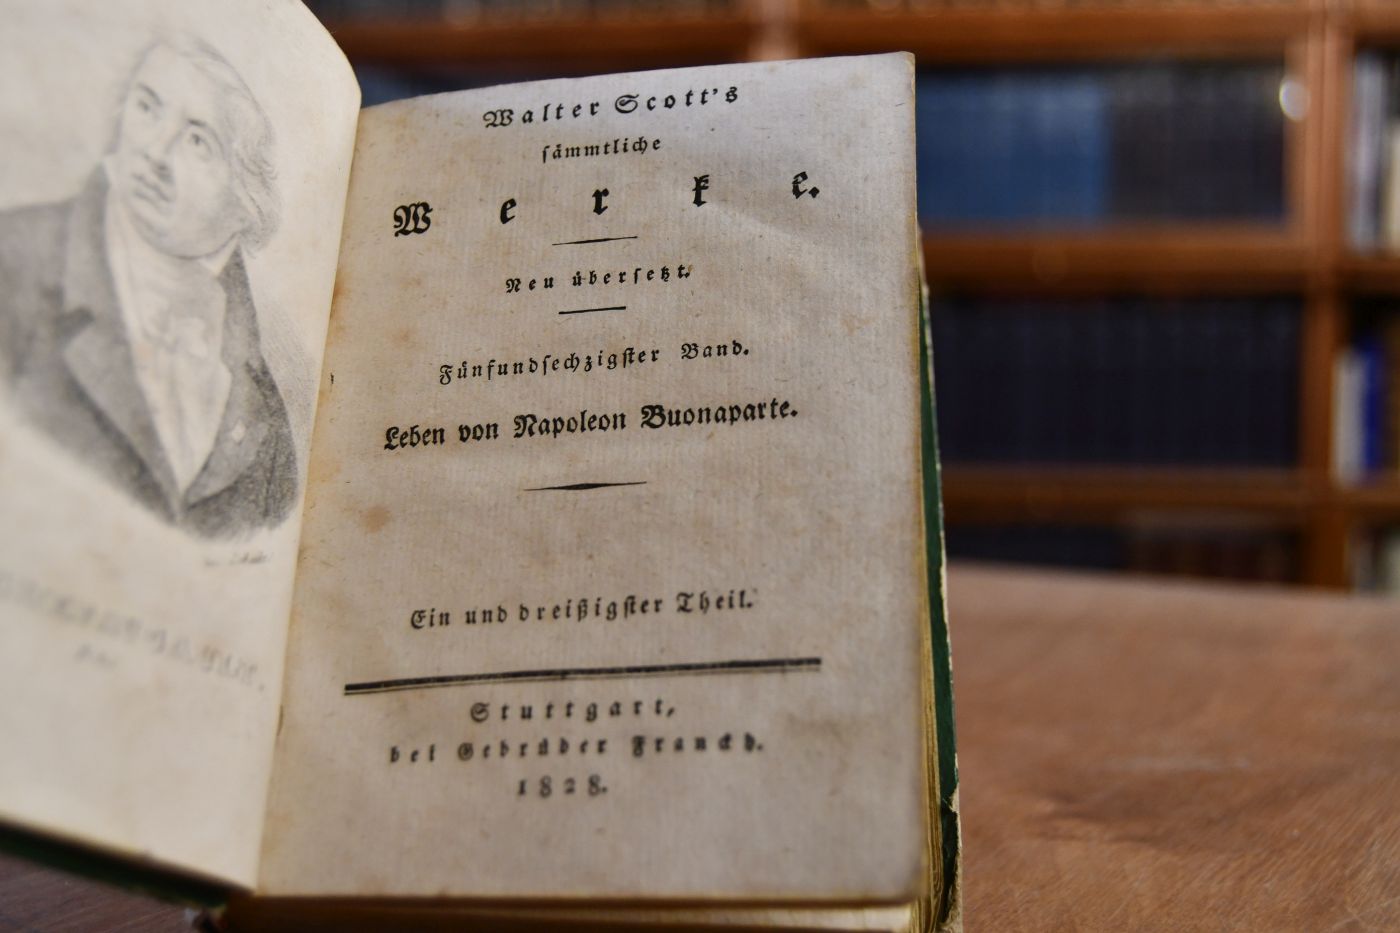 Walter Scott's
sämmtliche
Werke.
Neu übersetzt.
Fünfundsechzigster Band.
Leben von Napoleon Buonaparte.
Ein und dreißigster Theil.
Stuttgart,
bei Gebrüder Franckh.
1828.